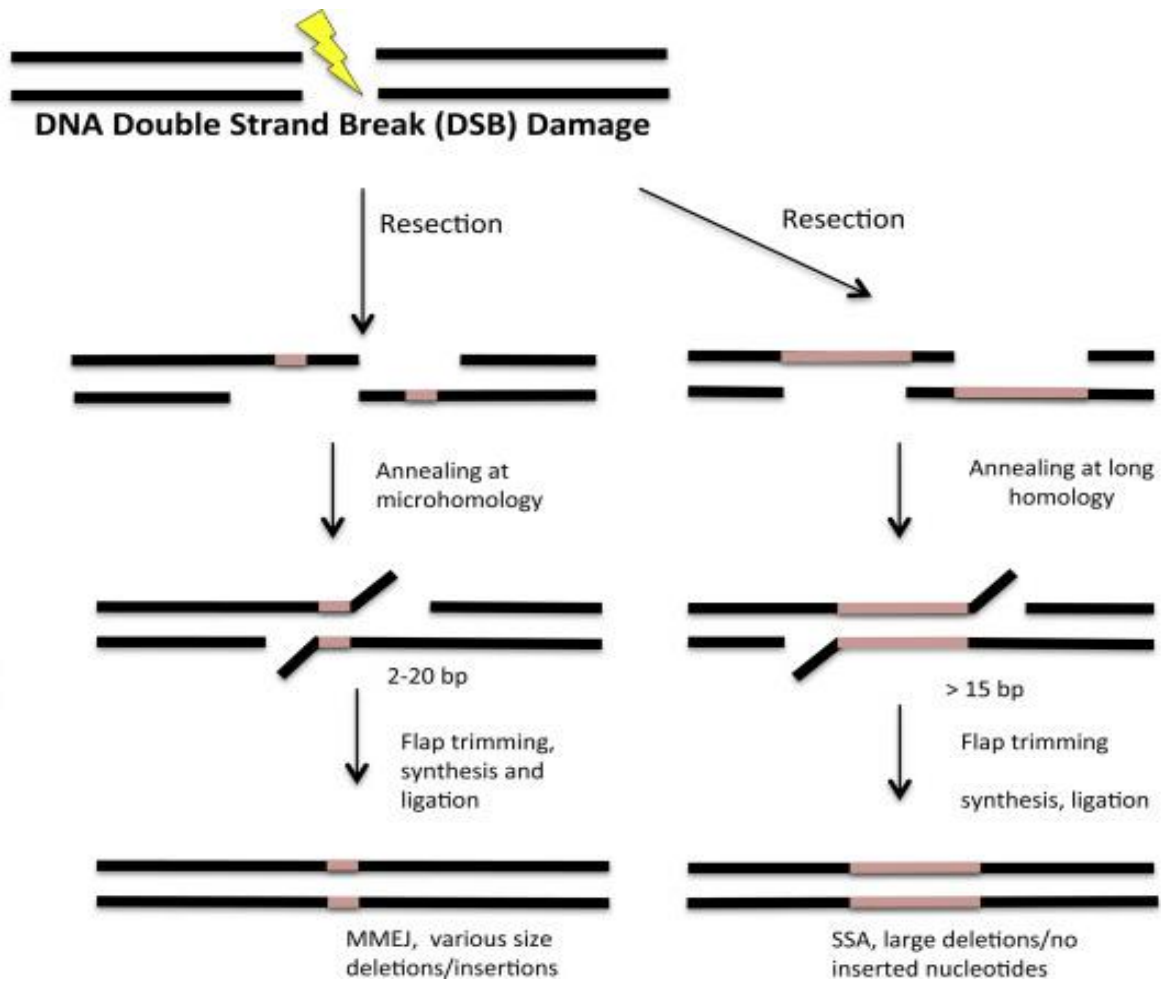 DNA Double Strand Break (DSB) Damage
Resection
Resection
Annealing at
microhomology
Annealing at long
homology
2-20 bp
> 15 bp
Flap trimming,
synthesis and
ligation
Flap trimming
synthesis, ligation
MMEJ, various size
deletions/insertions
SSA, large deletions/no
inserted nucleotides